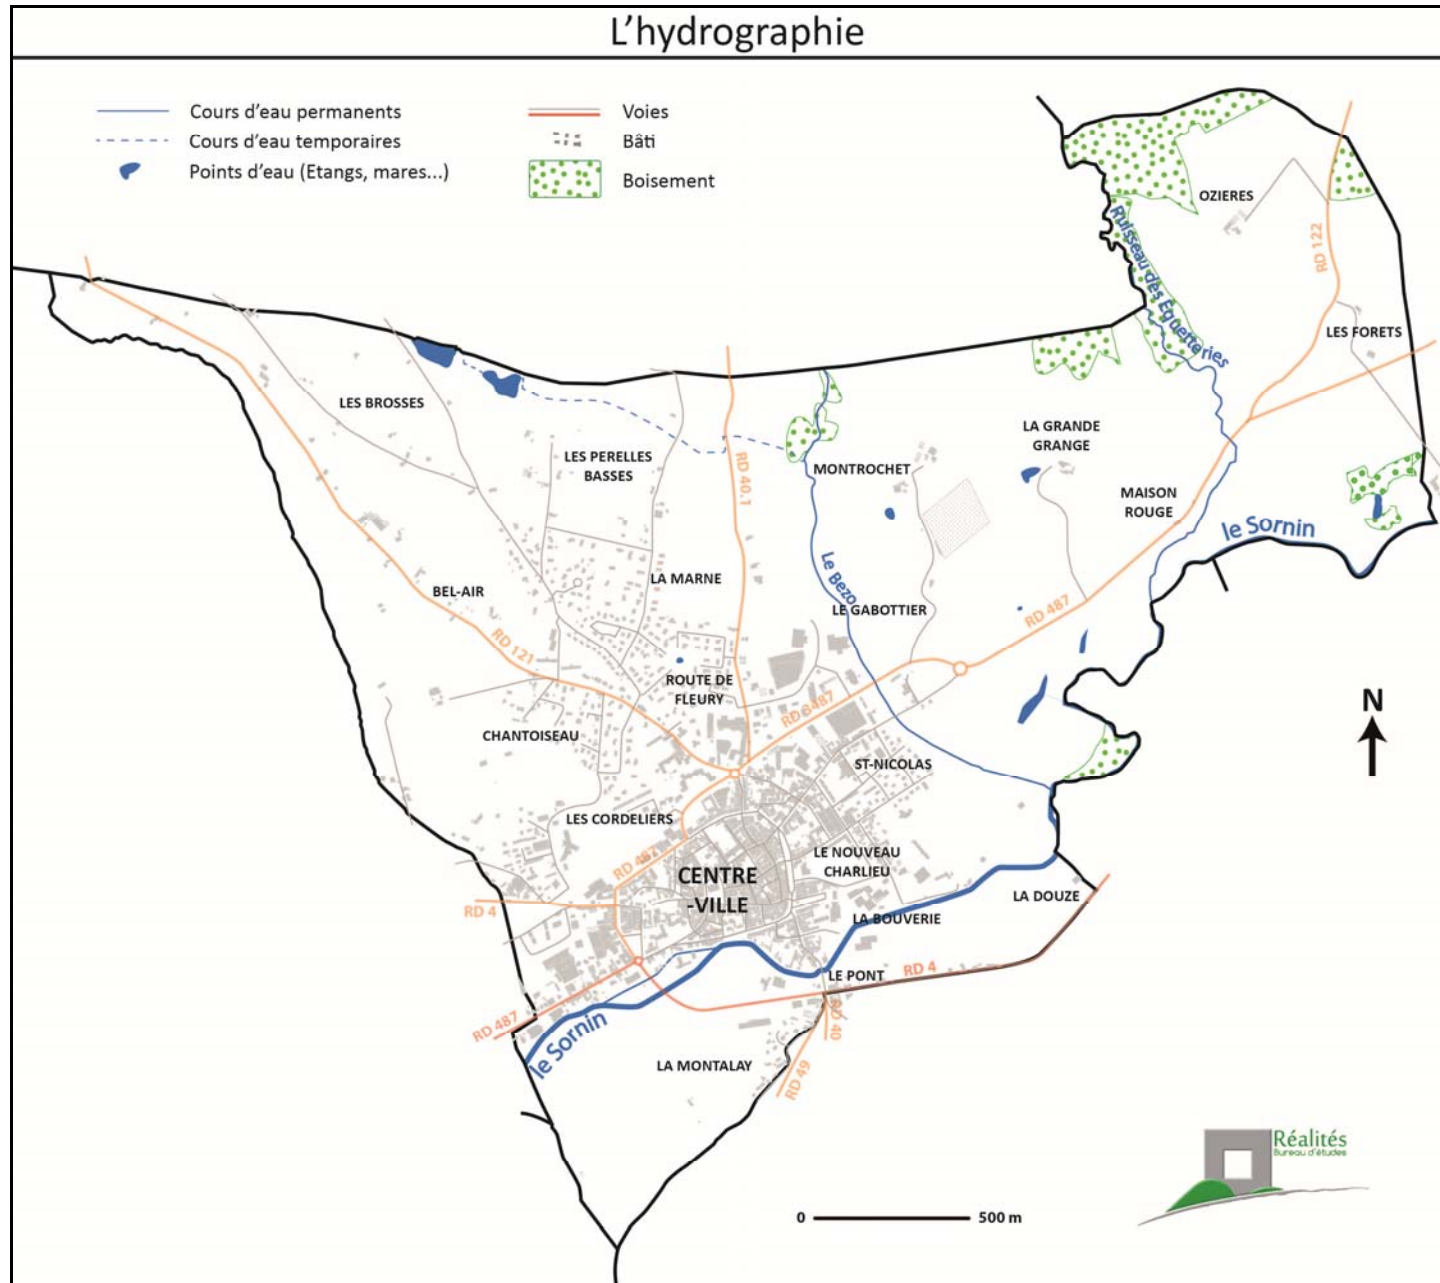 L'hydrographie
Cours d'eau permanents
Cours d'eau temporaires
Points d'eau (Etangs, mares...)
Voies
Bâti
Boisement
OZIERES
Ruisseau des Eguetteries
RD 122
LES FORETS
LES BROSSES
LES PERELLES
BASSES
RD 40.1
MONTROCHET
LA GRANDE
GRANGE
MAISON
ROUGE
le Sornin
LA MARNE
BEL-AIR
Le Bezo
LE GABOTTIER
RD 487
RD 121
ROUTE DE
FLEURY
RD 3487
N
CHANTOISEAU
ST-NICOLAS
LES CORDELIERS
RD 487
LE NOUVEAU
CHARLIEU
CENTRE
-VILLE
RD 4
LA BOUVERIE
LA DOUZE
LE PONT
RD 4
RD 487
le Sornin
RD 40
LA MONTALAY
RD 49
Réalités
Bureau d'études
0
500 m